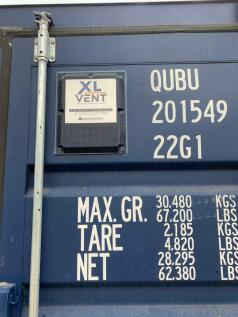 XL
VENT
QUBU
201549
22G1
MAX. GR. 30.480 KGS
67.200 LBS
TARE 2.185 KGS
4.820 LBS
NET 28.295 KGS
62.380 LBS